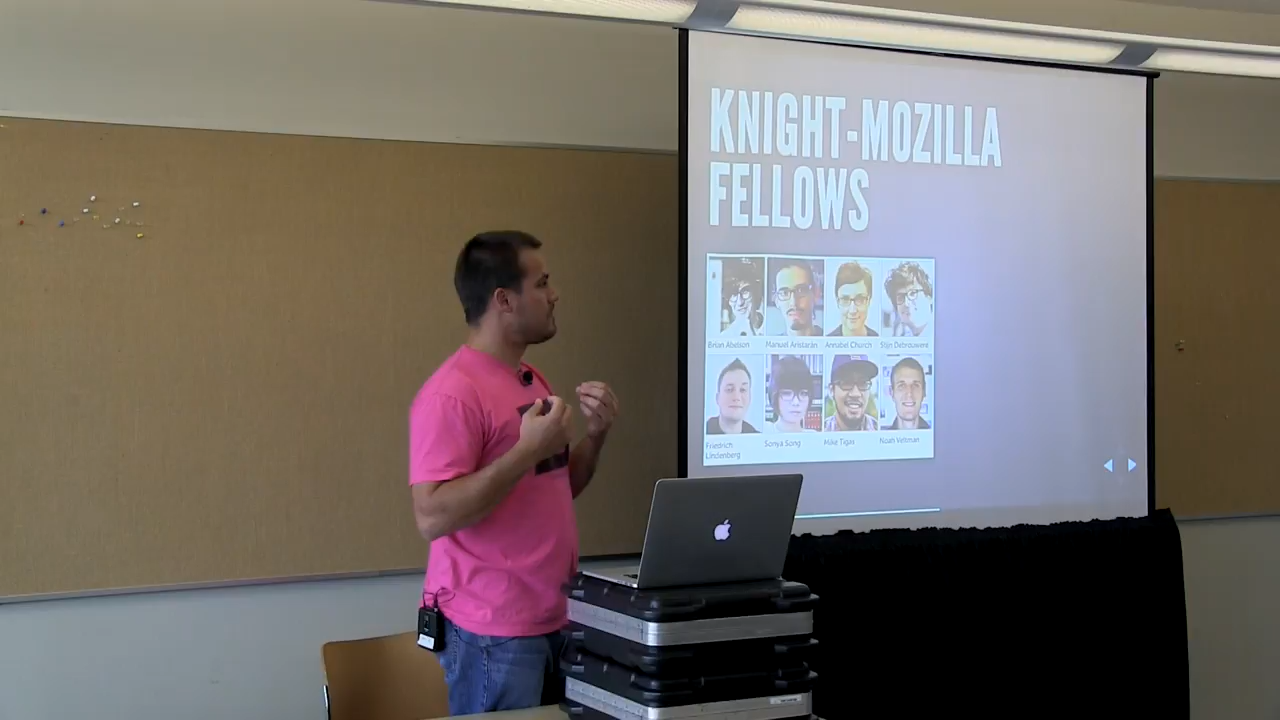 KNIGHT-MOZILLA
FELLOWS
Brian Abelson
Manuel Aristarán
Annabel Church
Stijn Debrouwere
Friedrich
Lindenberg
Sonya Song
Mike Tigas
Noah Veltman